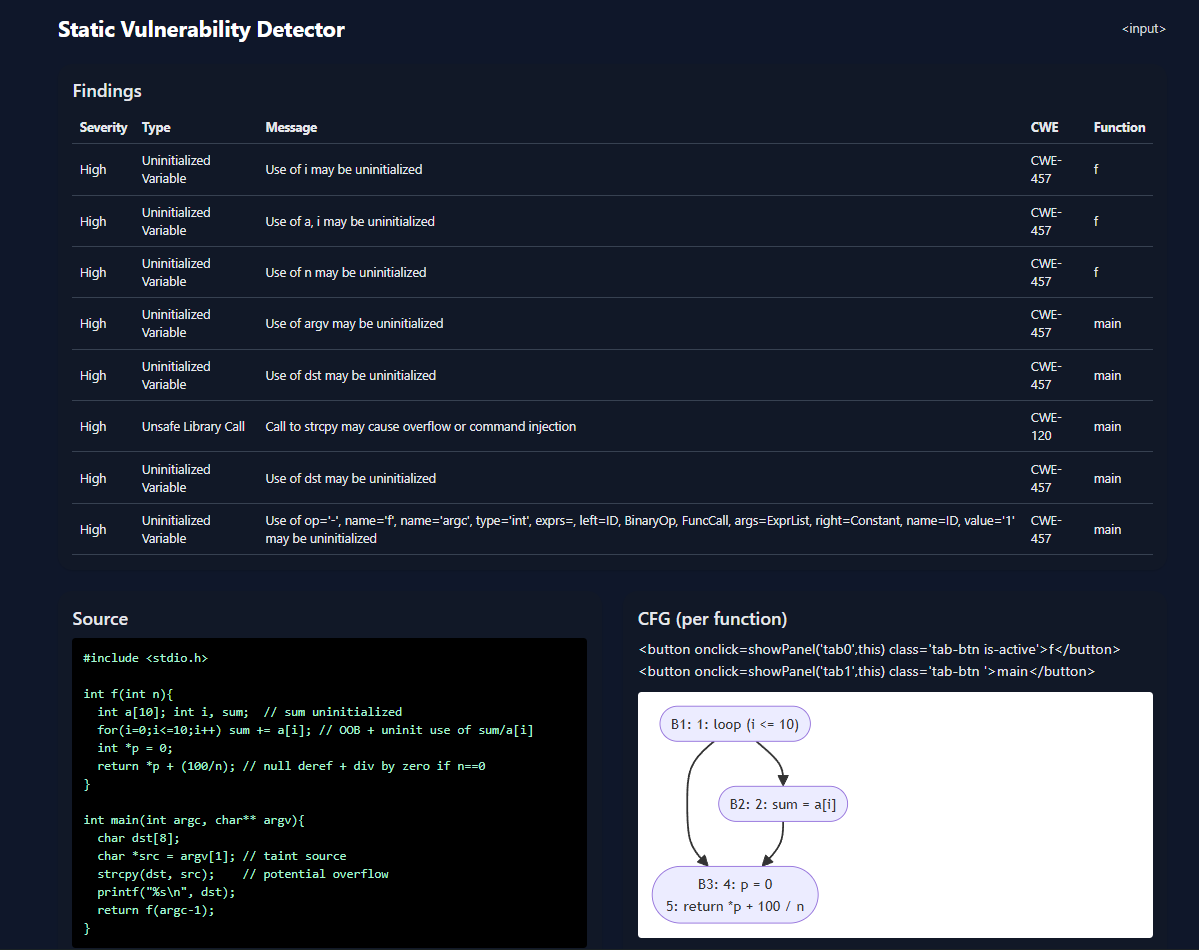 Static Vulnerability Detector
<input>
Findings
Severity Type Message CWE Function
High Uninitialized Variable Use of i may be uninitialized CWE-457 f
High Uninitialized Variable Use of a, i may be uninitialized CWE-457 f
High Uninitialized Variable Use of n may be uninitialized CWE-457 f
High Uninitialized Variable Use of argv may be uninitialized CWE-457 main
High Uninitialized Variable Use of dst may be uninitialized CWE-457 main
High Unsafe Library Call Call to strcpy may cause overflow or command injection CWE-120 main
High Uninitialized Variable Use of dst may be uninitialized CWE-457 main
High Uninitialized Variable Use of op='-', name='f', name='argc', type='int', exprs=, left=ID, BinaryOp, FuncCall, args=ExprList, right=Constant, name=ID, value='1' may be uninitialized CWE-457 main
Source
#include <stdio.h>

int f(int n){
  int a[10]; int i, sum;  // sum uninitialized
  for(i=0;i<=10;i++) sum += a[i]; // OOB + uninit use of sum/a[i]
  int *p = 0;
  return *p + (100/n); // null deref + div by zero if n==0
}

int main(int argc, char** argv){
  char dst[8];
  char *src = argv[1]; // taint source
  strcpy(dst, src);    // potential overflow
  printf("%s\n", dst);
  return f(argc-1);
}
CFG (per function)
<button onclick=showPanel('tab0',this) class='tab-btn is-active'>f</button>
<button onclick=showPanel('tab1',this) class='tab-btn '>main</button>
B1: 1: loop (i <= 10)
B2: 2: sum = a[i]
B3: 4: p = 0
5: return *p + 100 / n